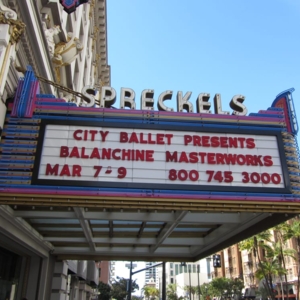 SPRECKELS
CITY BALLET PRESENTS
BALANCHINE MASTERWORKS
MAR 7-9 800 745 3000